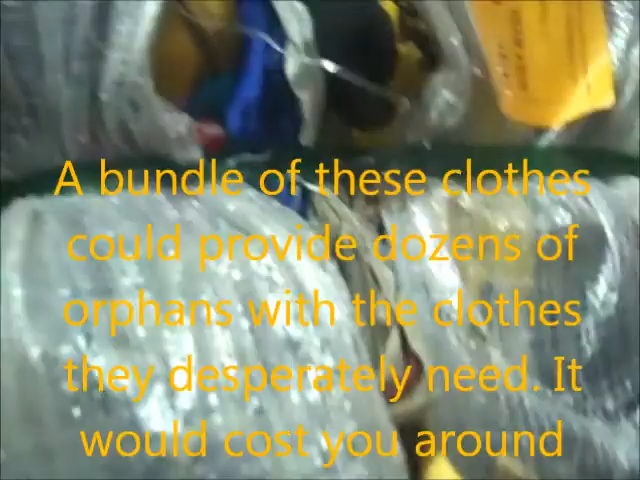 A bundle of these clothes
could provide dozens of
orphans with the clothes
they desperately need. It
would cost you around